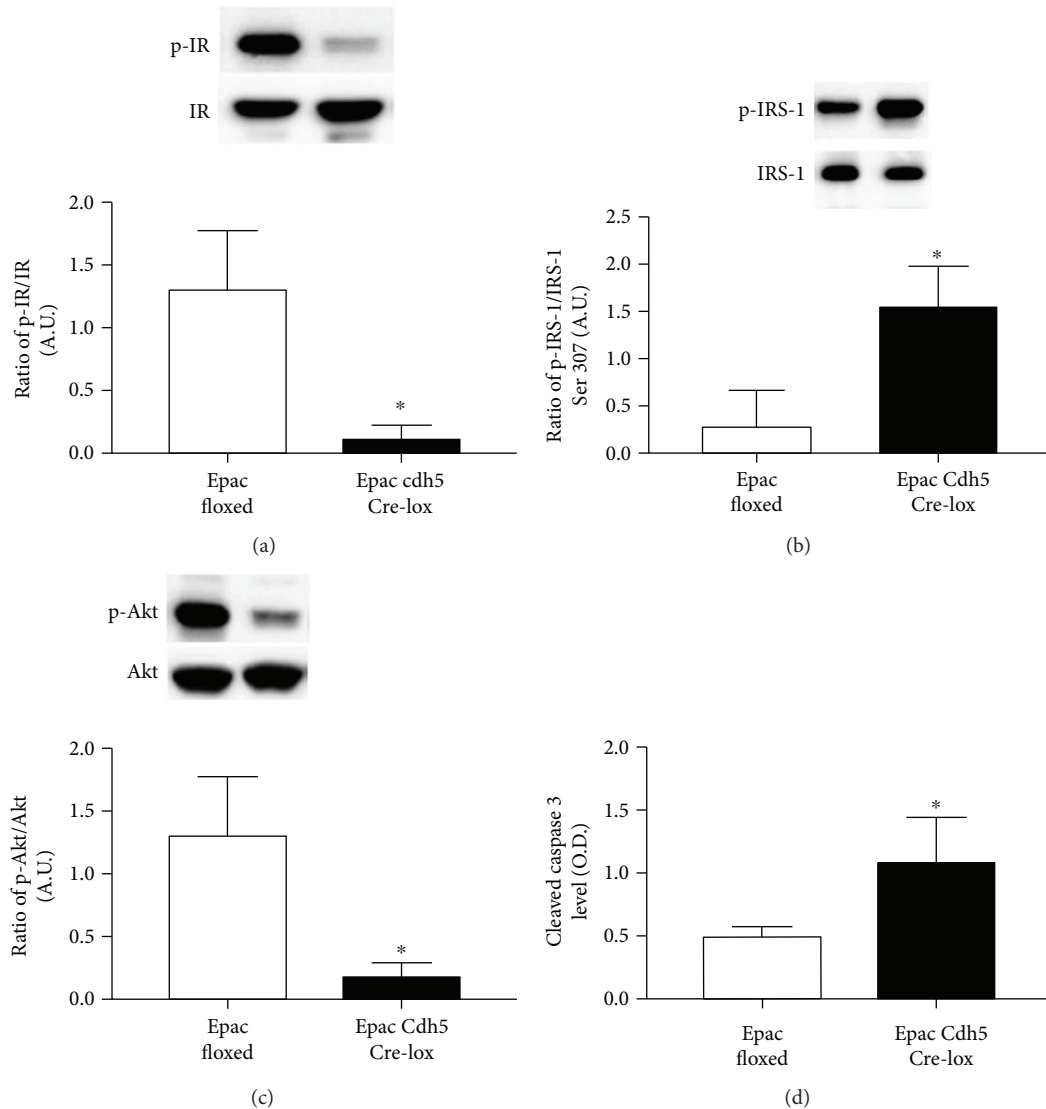 p-IR
IR
2.0
1.5
1.0
0.5
0.0
Ratio of p-IR/IR
(A.U.)
*
Epac
floxed
Epac cdh5
Cre-lox
(a)
p-IRS-1
IRS-1
2.5
2.0
1.5
1.0
0.5
0.0
Ratio of p-IRS-1/IRS-1
Ser 307 (A.U.)
*
Epac
floxed
Epac Cdh5
Cre-lox
(b)
p-Akt
Akt
2.0
1.5
1.0
0.5
0.0
Ratio of p-Akt/Akt
(A.U.)
*
Epac
floxed
Epac Cdh5
Cre-lox
(c)
2.0
1.5
1.0
0.5
0.0
Cleaved caspase 3
level (O.D.)
*
Epac
floxed
Epac Cdh5
Cre-lox
(d)